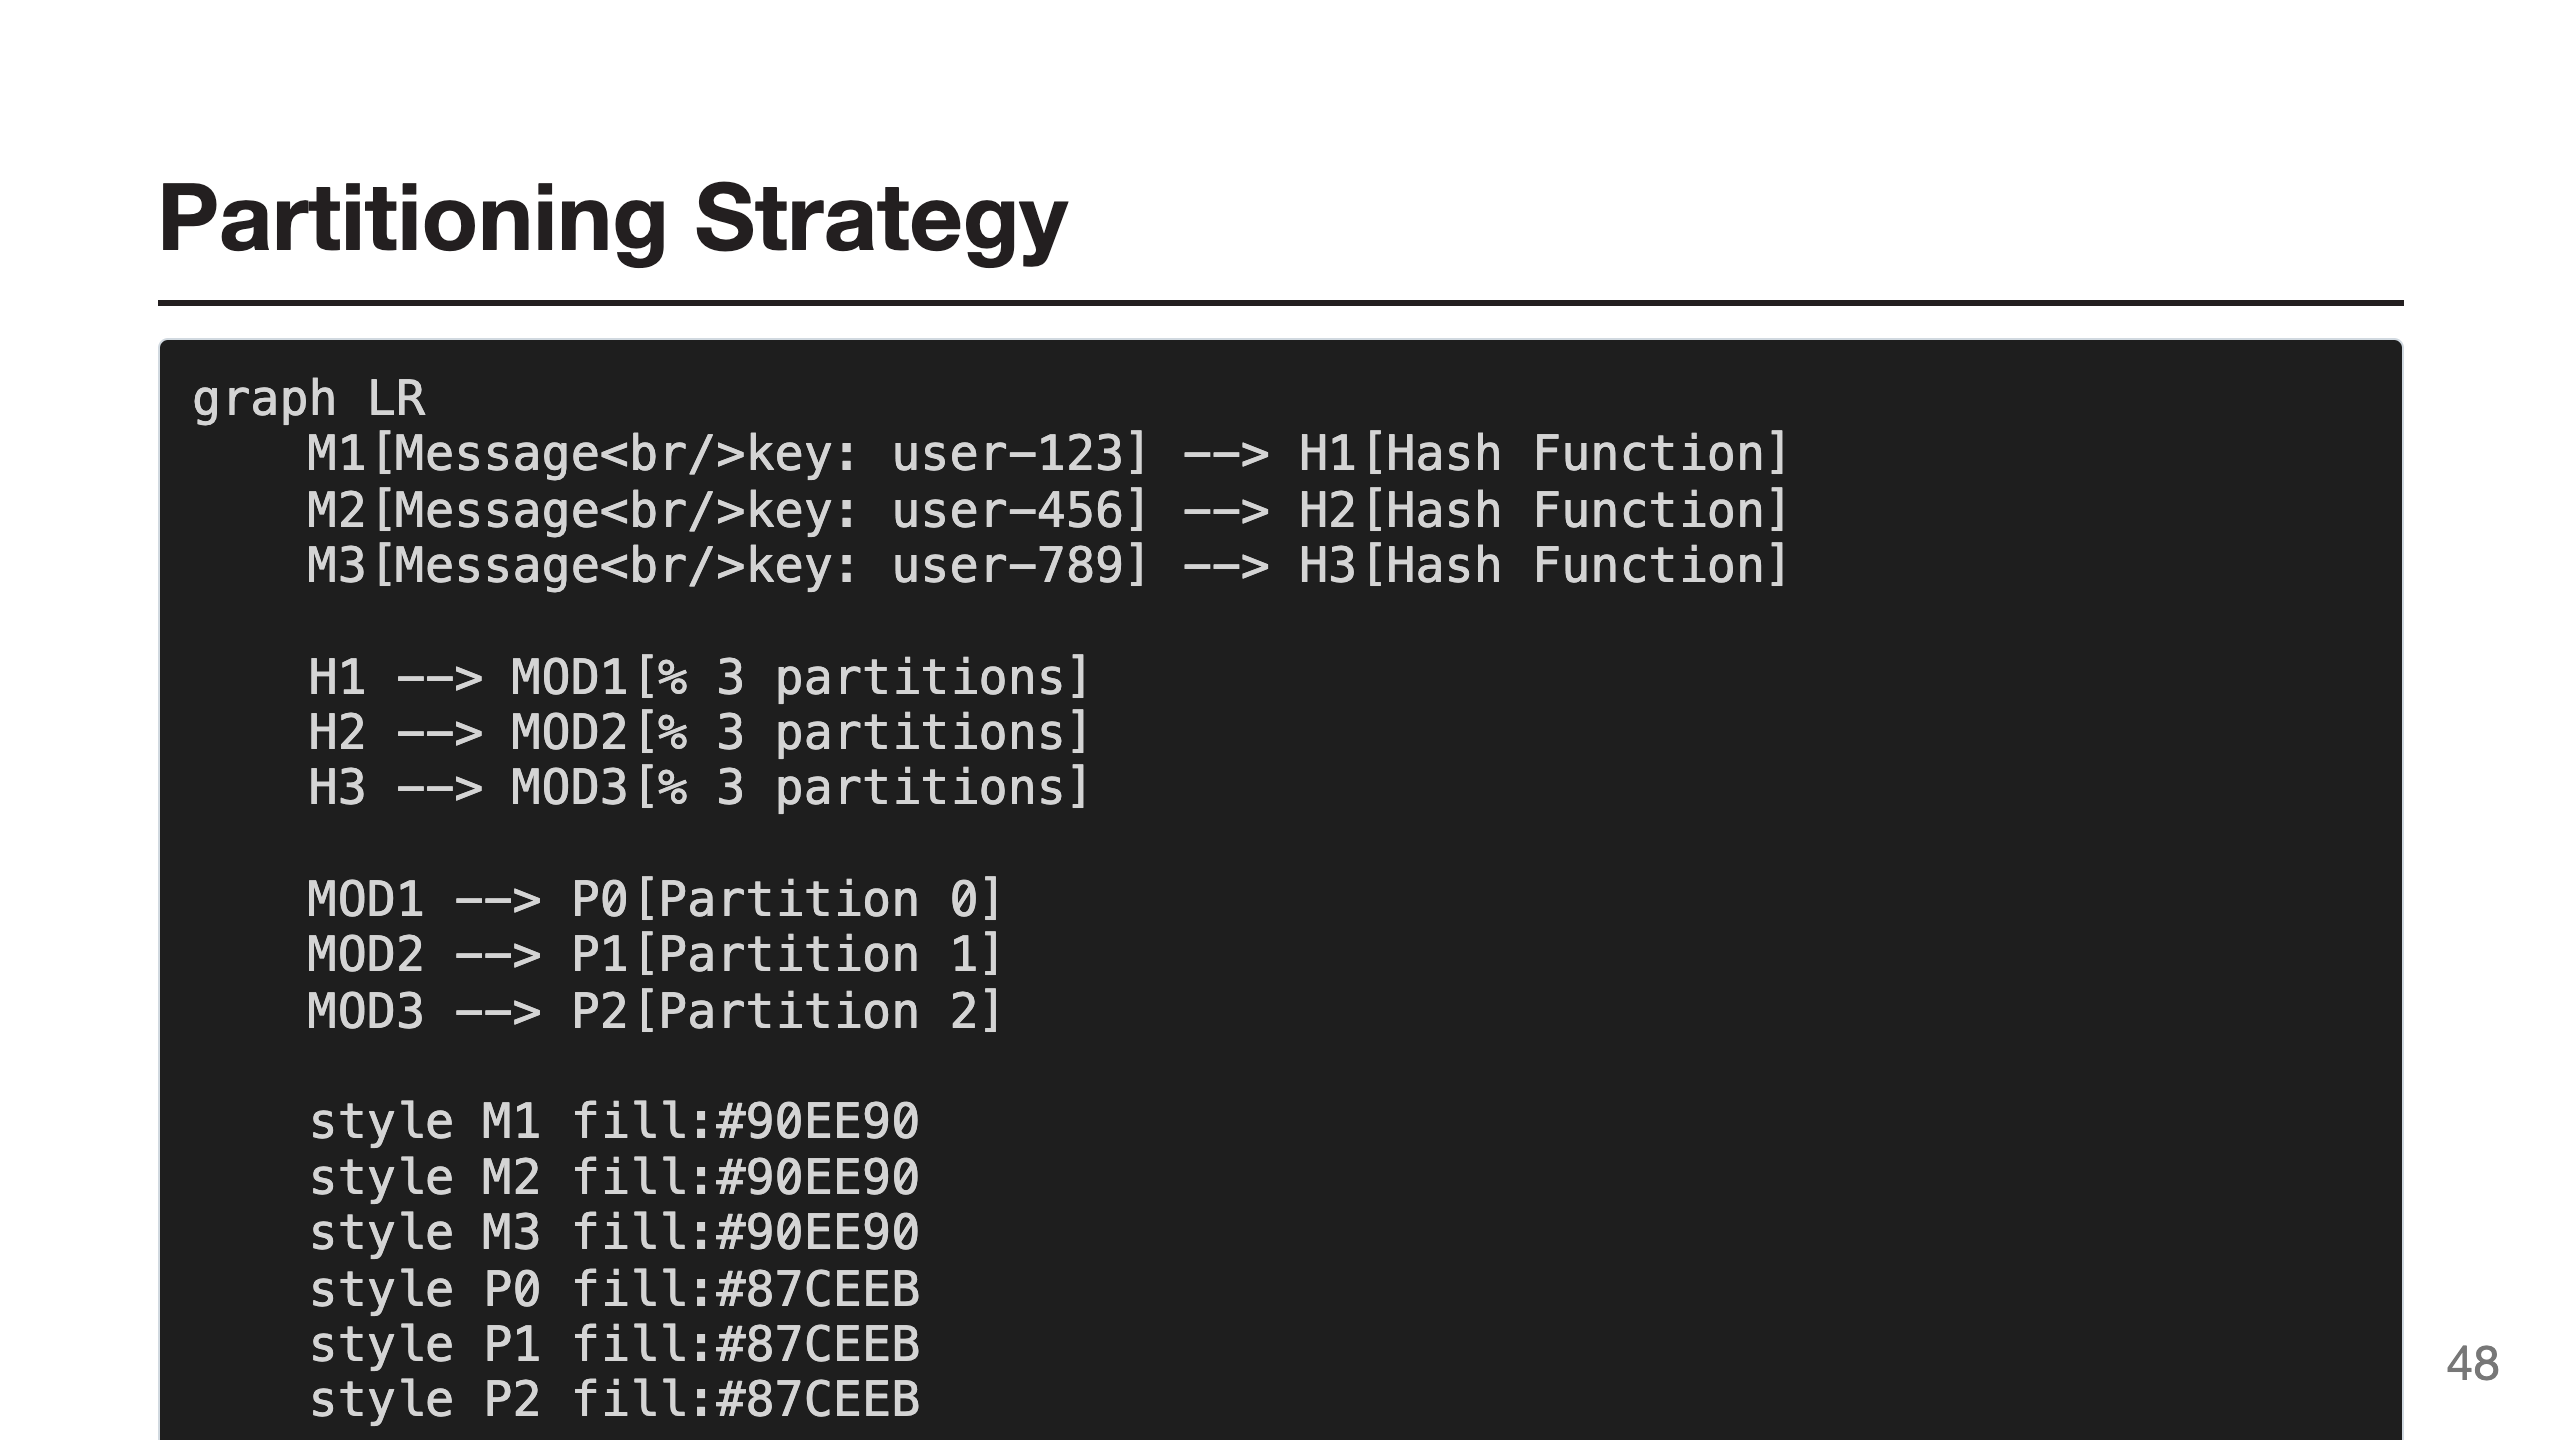 Partitioning Strategy
graph LR
    M1[Message<br/>key: user-123] --> H1[Hash Function]
    M2[Message<br/>key: user-456] --> H2[Hash Function]
    M3[Message<br/>key: user-789] --> H3[Hash Function]

    H1 --> MOD1[% 3 partitions]
    H2 --> MOD2[% 3 partitions]
    H3 --> MOD3[% 3 partitions]

    MOD1 --> P0[Partition 0]
    MOD2 --> P1[Partition 1]
    MOD3 --> P2[Partition 2]

    style M1 fill:#90EE90
    style M2 fill:#90EE90
    style M3 fill:#90EE90
    style P0 fill:#87CEEB
    style P1 fill:#87CEEB
    style P2 fill:#87CEEB
48